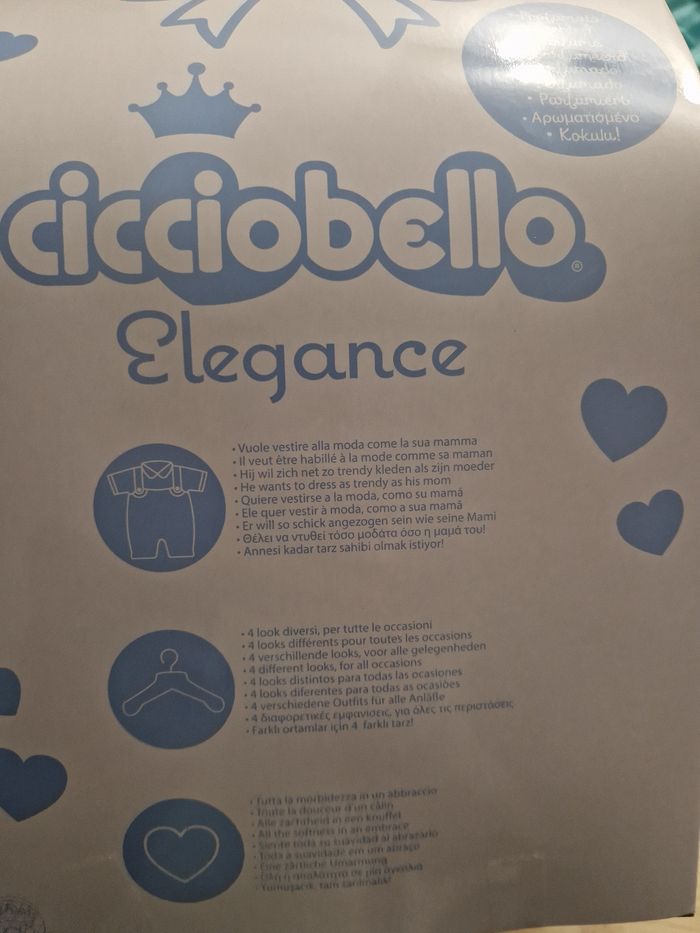 • Parfümiert
• Αρωματισμένο
• Kokulu!
cicciobello®
Elegance
• Vuole vestire alla moda come la sua mamma
• Il veut être habillé à la mode comme sa maman
• Hij wil zich net zo trendy kleden als zijn moeder
• He wants to dress as trendy as his mom
• Quiere vestirse a la moda, como su mamá
• Ele quer vestir à moda, como a sua mamã
• Er will so schick angezogen sein wie seine Mami
• Θέλει να ντυθεί τόσο μοδάτα όσο η μαμά του!
• Annesi kadar tarz sahibi olmak istiyor!
• 4 look diversi, per tutte le occasioni
• 4 looks différents pour toutes les occasions
• 4 verschillende looks, voor alle gelegenheden
• 4 different looks, for all occasions
• 4 looks distintos para todas las ocasiones
• 4 looks diferentes para todas as ocasiões
• 4 verschiedene Outfits für alle Anläße
• 4 διαφορετικές εμφανίσεις, για όλες τις περιστάσεις
• Farklı ortamlar için 4 farklı tarz!
• Tutta la morbidezza in un abbraccio
• Toute la douceur d'un câlin
• Alle zachtheid in een knuffel
• All the softness in an embrace
• Siente toda su suavidad al abrazarlo
• Toda a suavidade em um abraço
• Eine zärtliche Umarmung
• Όλη η απαλότητα σε μία αγκαλιά
• Yumuşacık, tam sarılmalık!